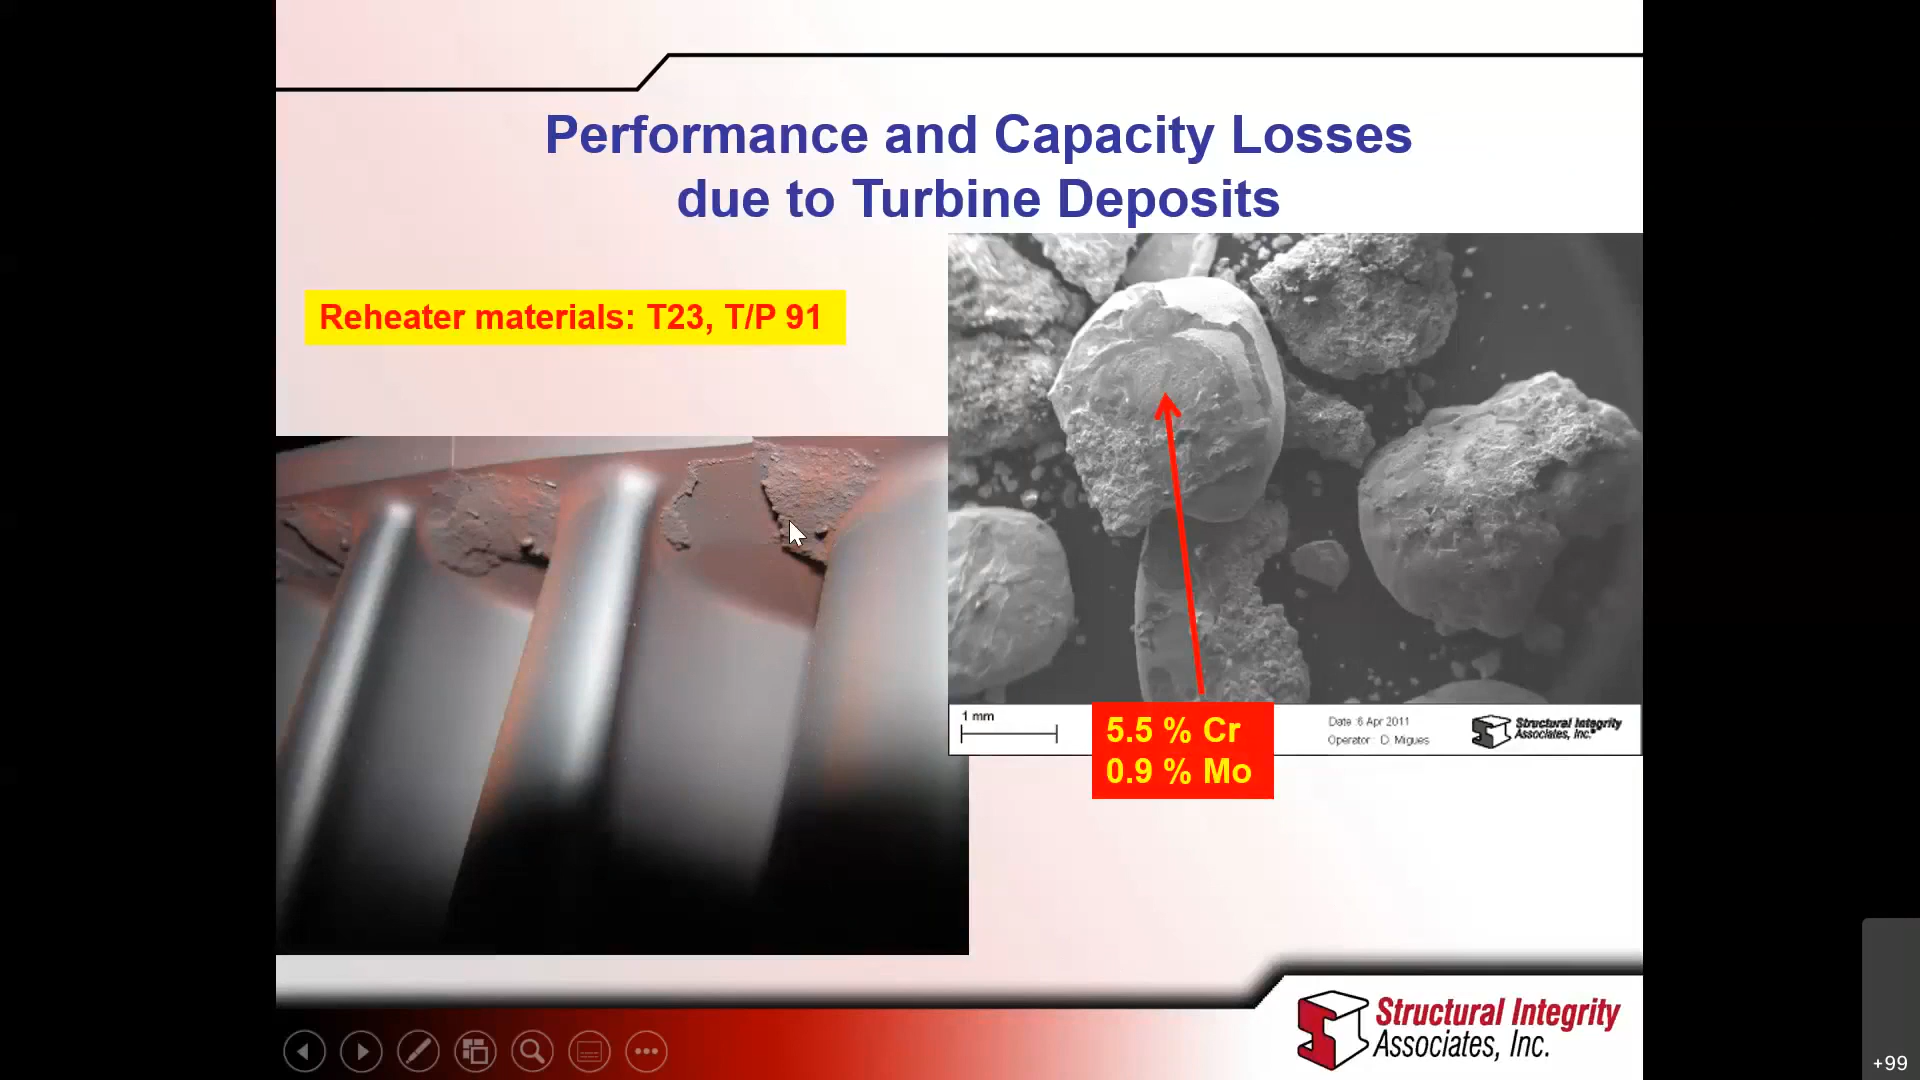 Performance and Capacity Losses
due to Turbine Deposits
Reheater materials: T23, T/P 91
1 mm
5.5 % Cr
0.9 % Mo
Date :6 Apr 2011
Operator : D. Migues
Structural Integrity
Associates, Inc.®
Structural Integrity
Associates, Inc.
+99